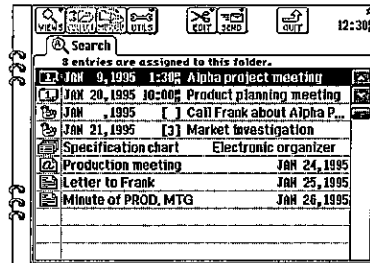 VIEWS UTILS EDIT SEND QUIT 12:30
Search
8 entries are assigned to this folder.
JAN 9,1995 1:30P Alpha project meeting
JAN 20,1995 10:00 Product planning meeting
JAN ,1995 [ ] Call Frank about Alpha P...
JAN 21,1995 [3] Market investigation
Specification chart Electronic organizer
Production meeting JAN 24,1995
Letter to Frank JAN 25,1995
Minute of PROD, MTG JAN 26,1995